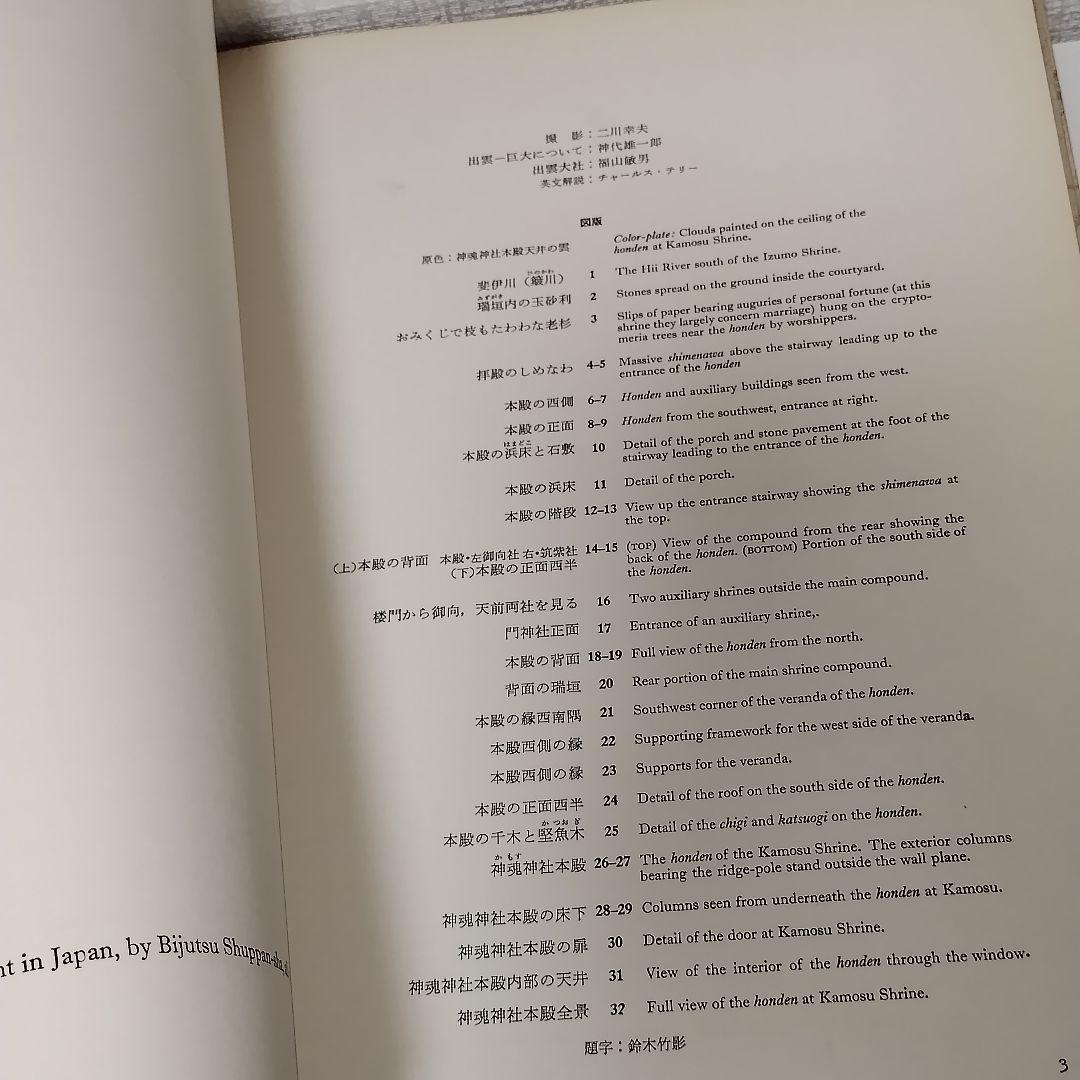 撮　影：二川幸夫
出雲－巨大について：神代雄一郎
出雲大社：福山敏男
英文解説：チャールス・テリー
図版
原色：神魂神社本殿天井の雲 Color-plate: Clouds painted on the ceiling of the
honden at Kamosu Shrine.
ひのかわ
斐伊川（簸川） 1 The Hii River south of the Izumo Shrine.
みずがき
瑞垣内の玉砂利 2 Stones spread on the ground inside the courtyard.
おみくじで枝もたわわな老杉 3 Slips of paper bearing auguries of personal fortune (at this
shrine they largely concern marriage) hung on the crypto-
meria trees near the honden by worshippers.
拝殿のしめなわ 4–5 Massive shimenawa above the stairway leading up to the
entrance of the honden
本殿の西側 6–7 Honden and auxiliary buildings seen from the west.
本殿の正面 8–9 Honden from the southwest, entrance at right.
はまどこ
本殿の浜床と石敷 10 Detail of the porch and stone pavement at the foot of the
stairway leading to the entrance of the honden.
本殿の浜床 11 Detail of the porch.
本殿の階段 12–13 View up the entrance stairway showing the shimenawa at
the top.
(上)本殿の背面　本殿・左御向社 右・筑紫社 14–15 (TOP) View of the compound from the rear showing the
(下)本殿の正面西半 back of the honden. (BOTTOM) Portion of the south side of
the honden.
楼門から御向，天前両社を見る 16 Two auxiliary shrines outside the main compound.
門神社正面 17 Entrance of an auxiliary shrine,.
本殿の背面 18–19 Full view of the honden from the north.
背面の瑞垣 20 Rear portion of the main shrine compound.
本殿の縁西南隅 21 Southwest corner of the veranda of the honden.
本殿西側の縁 22 Supporting framework for the west side of the veranda.
本殿西側の縁 23 Supports for the veranda.
本殿の正面西半 24 Detail of the roof on the south side of the honden.
かつおぎ
本殿の千木と堅魚木 25 Detail of the chigi and katsuogi on the honden.
かもす
神魂神社本殿 26–27 The honden of the Kamosu Shrine. The exterior columns
bearing the ridge-pole stand outside the wall plane.
神魂神社本殿の床下 28–29 Columns seen from underneath the honden at Kamosu.
神魂神社本殿の扉 30 Detail of the door at Kamosu Shrine.
神魂神社本殿内部の天井 31 View of the interior of the honden through the window.
神魂神社本殿全景 32 Full view of the honden at Kamosu Shrine.
題字：鈴木竹影
3
nt in Japan, by Bijutsu Shuppan-sha,